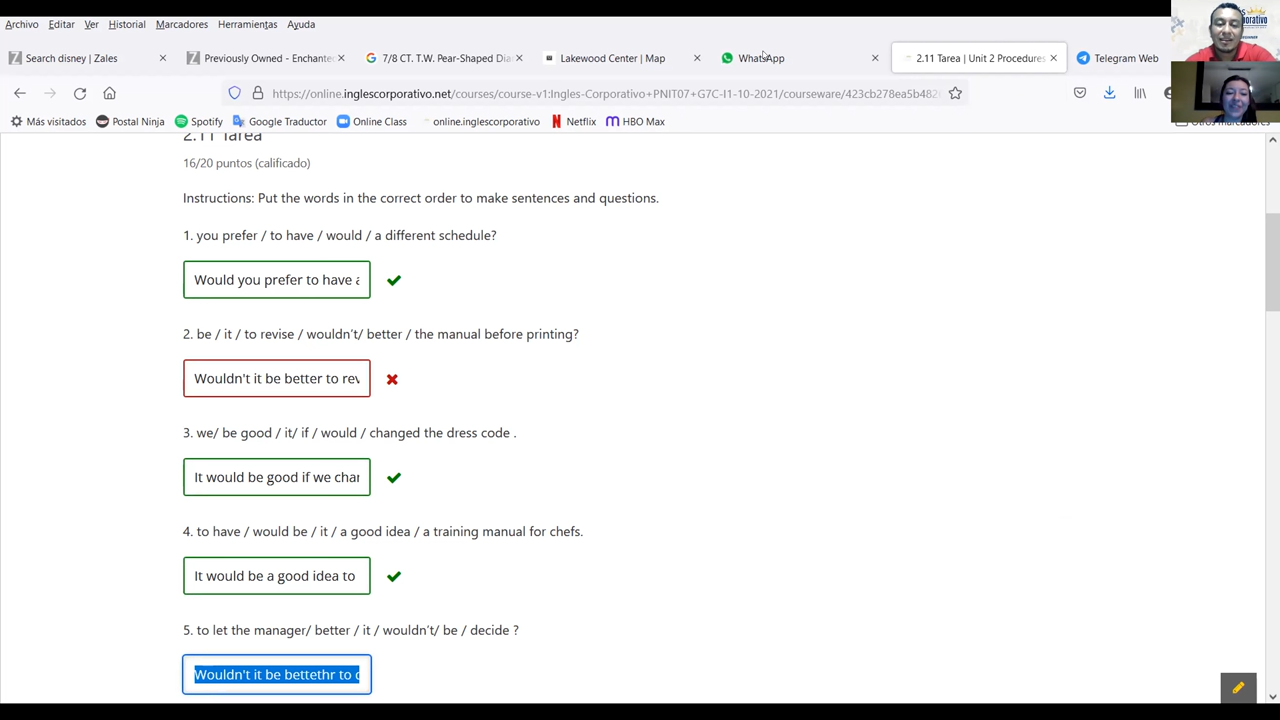 Archivo Editar Ver Historial Marcadores Herramientas Ayuda
Search disney | Zales
Previously Owned - Enchante
7/8 CT. T.W. Pear-Shaped Dia
Lakewood Center | Map
WhatsApp
2.11 Tarea | Unit 2 Procedures
Telegram Web
https://online.inglescorporativo.net/courses/course-v1:Ingles-Corporativo+PNIT07+G7C-I1-10-2021/courseware/423cb278ea5b482
Más visitados Postal Ninja Spotify Google Traductor Online Class online.inglescorporativo.net Netflix HBO Max
Otros marcadores
2.11 Tarea
16/20 puntos (calificado)
Instructions: Put the words in the correct order to make sentences and questions.
1. you prefer / to have / would / a different schedule?
Would you prefer to have a
2. be / it / to revise / wouldn't/ better / the manual before printing?
Wouldn't it be better to rev
3. we/ be good / it/ if / would / changed the dress code .
It would be good if we char
4. to have / would be / it / a good idea / a training manual for chefs.
It would be a good idea to
5. to let the manager/ better / it / wouldn't/ be / decide ?
Wouldn't it be bettethr to